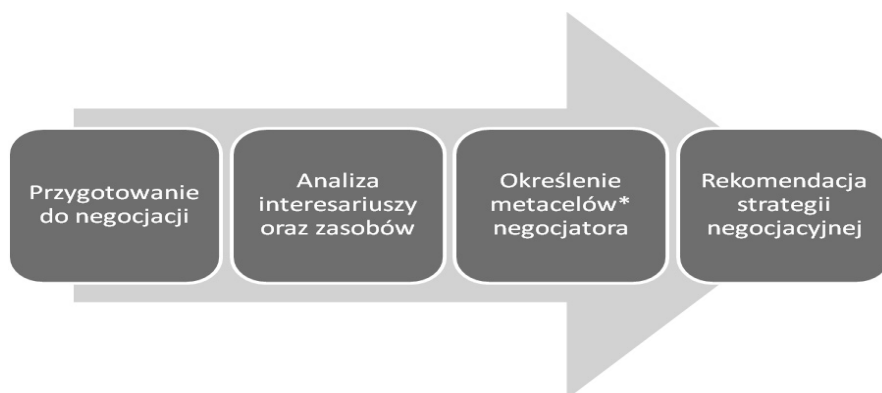 Przygotowanie
do negocjacji
Analiza
interesariuszy
oraz zasobów
Określenie
metacelów*
negocjatora
Rekomendacja
strategii
negocjacyjnej